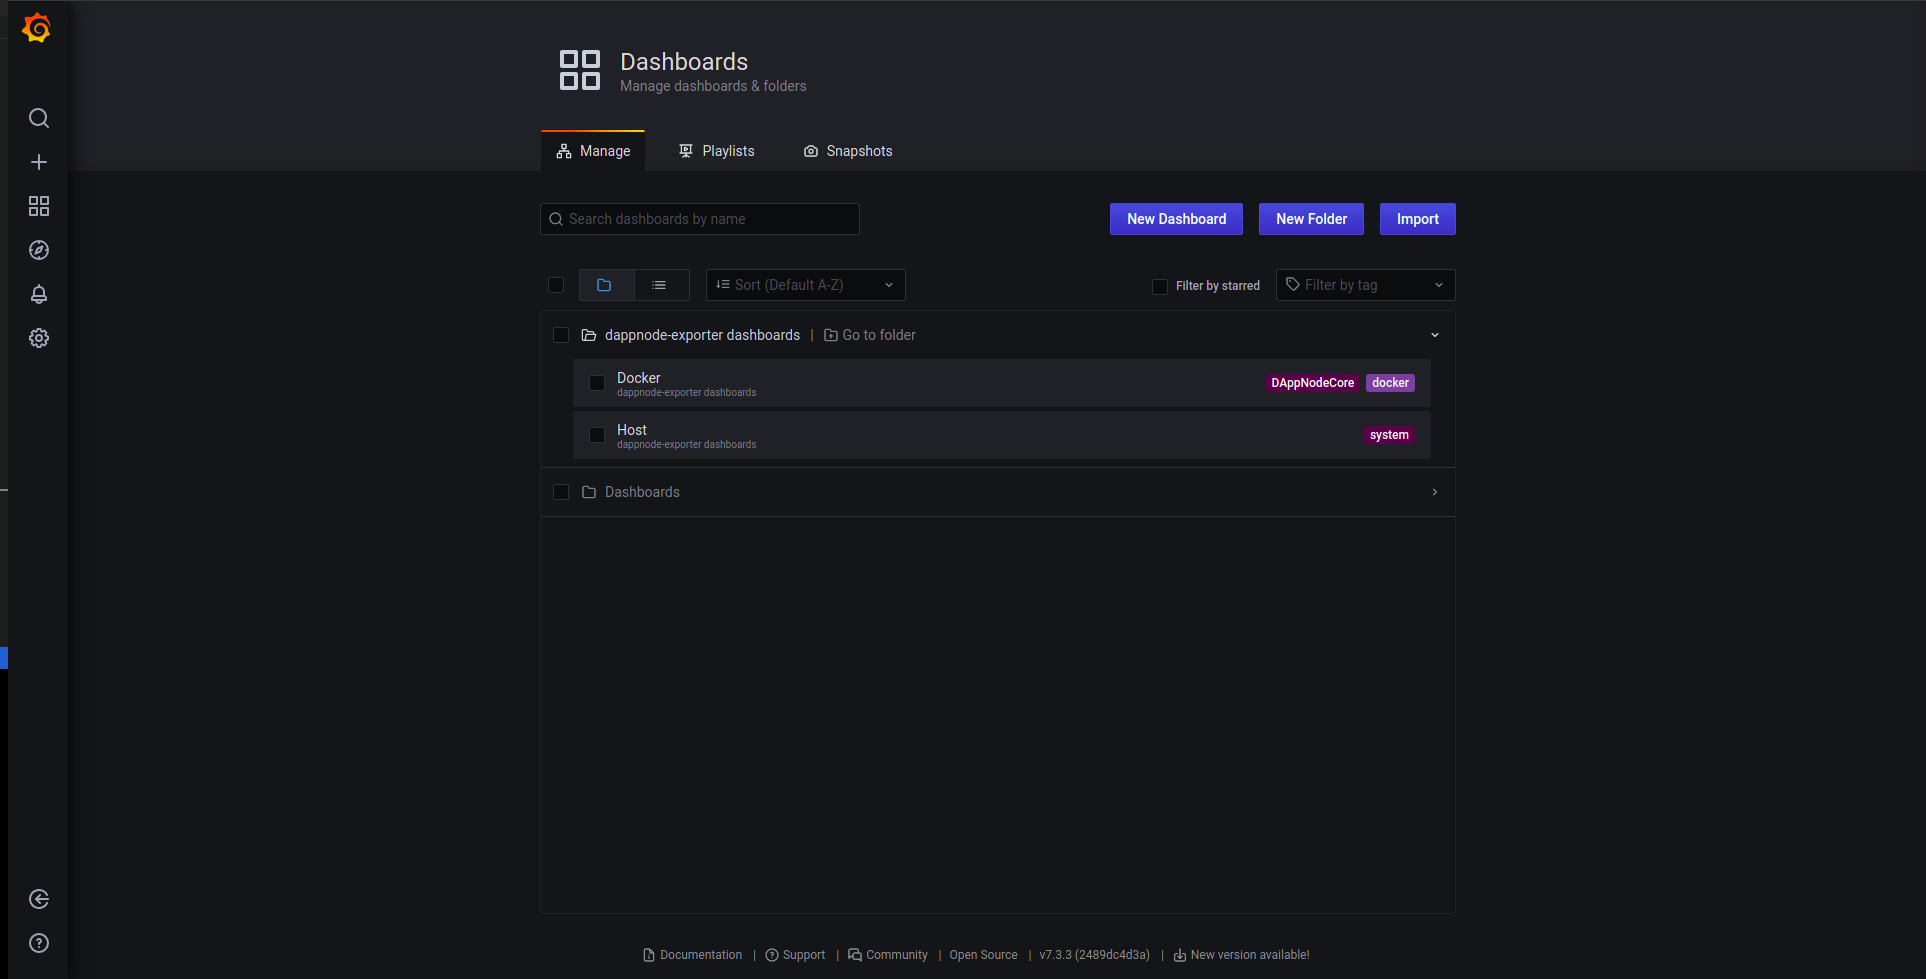 Dashboards
Manage dashboards & folders
Manage Playlists Snapshots
Search dashboards by name New Dashboard New Folder Import
Sort (Default A-Z) Filter by starred Filter by tag
dappnode-exporter dashboards | Go to folder
Docker DAppNodeCore docker
dappnode-exporter dashboards
Host system
dappnode-exporter dashboards
Dashboards
Documentation | Support | Community | Open Source | v7.3.3 (2489dc4d3a) | New version available!